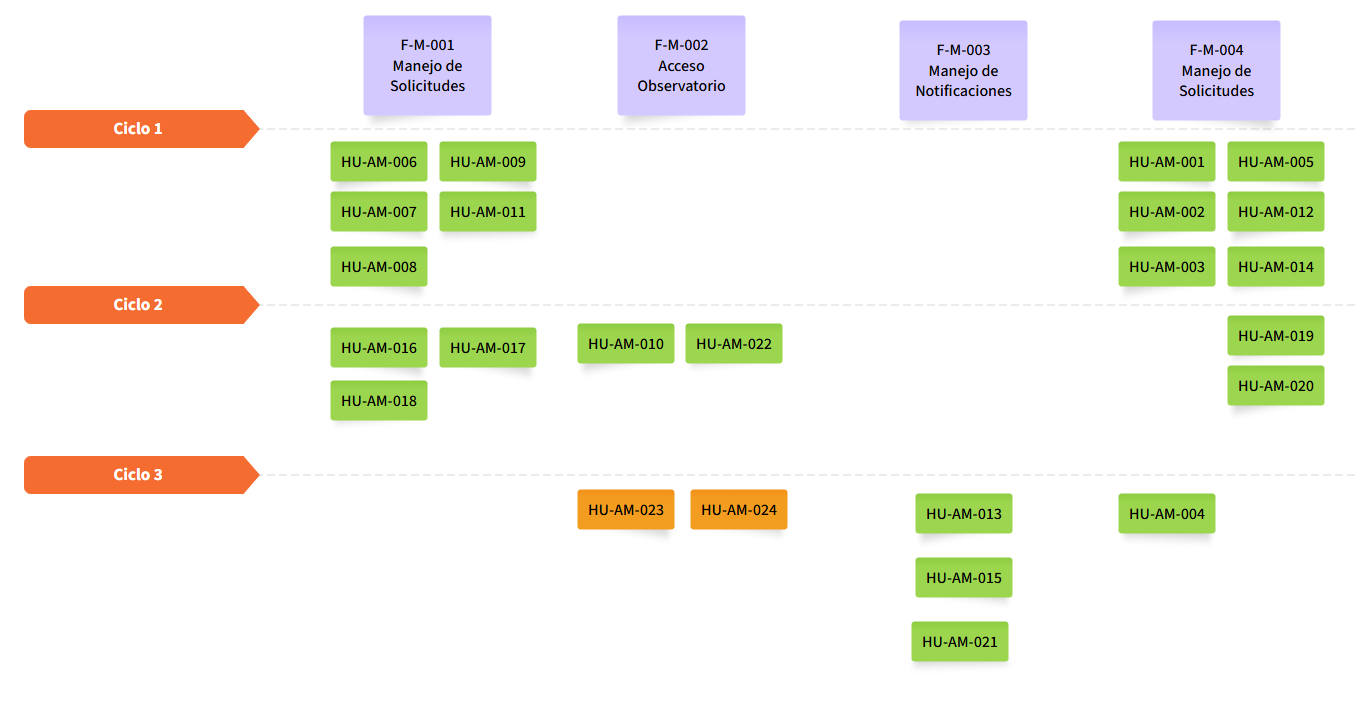 F-M-001
Manejo de
Solicitudes
F-M-002
Acceso
Observatorio
F-M-003
Manejo de
Notificaciones
F-M-004
Manejo de
Solicitudes
Ciclo 1
HU-AM-006 HU-AM-009 HU-AM-001 HU-AM-005
HU-AM-007 HU-AM-011 HU-AM-002 HU-AM-012
HU-AM-008 HU-AM-003 HU-AM-014
Ciclo 2
HU-AM-016 HU-AM-017 HU-AM-010 HU-AM-022 HU-AM-019
HU-AM-018 HU-AM-020
Ciclo 3
HU-AM-023 HU-AM-024 HU-AM-013 HU-AM-004
HU-AM-015
HU-AM-021